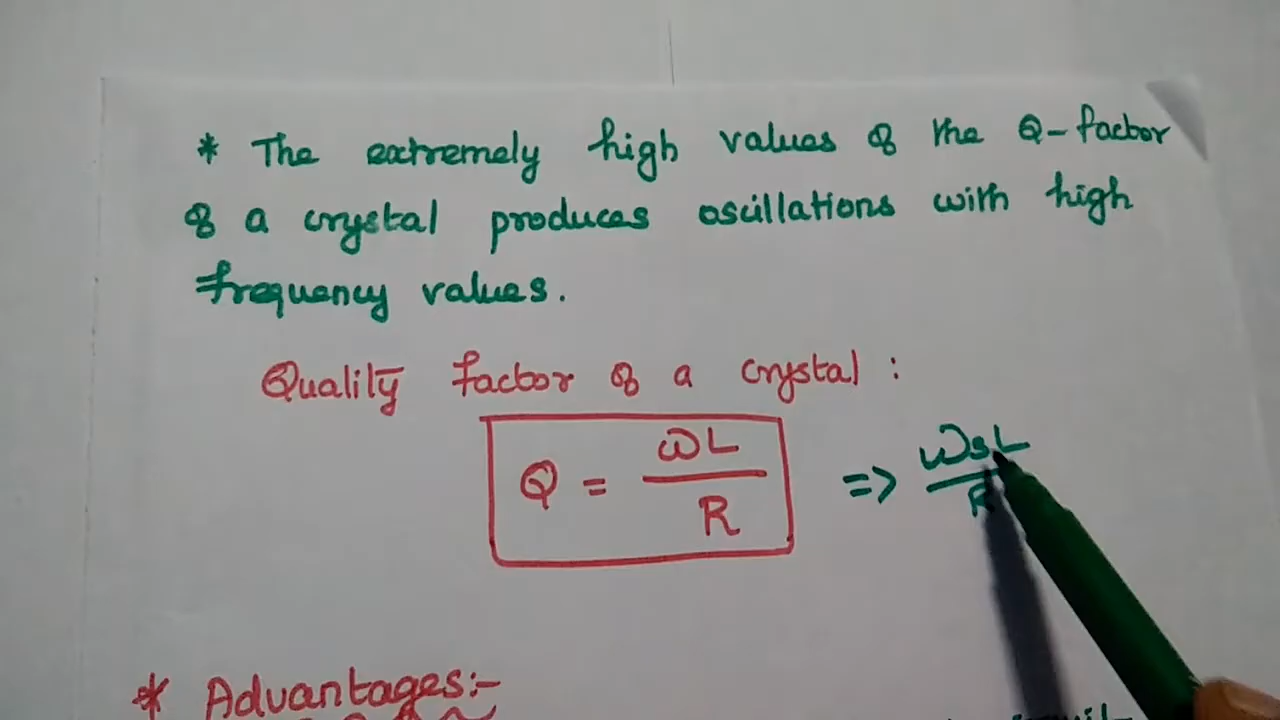 * The extremely high values of the Q-factor
of a crystal produces oscillations with high
frequency values.
Quality factor of a crystal :
Q = ωL / R => ωsL / R
* Advantages:-